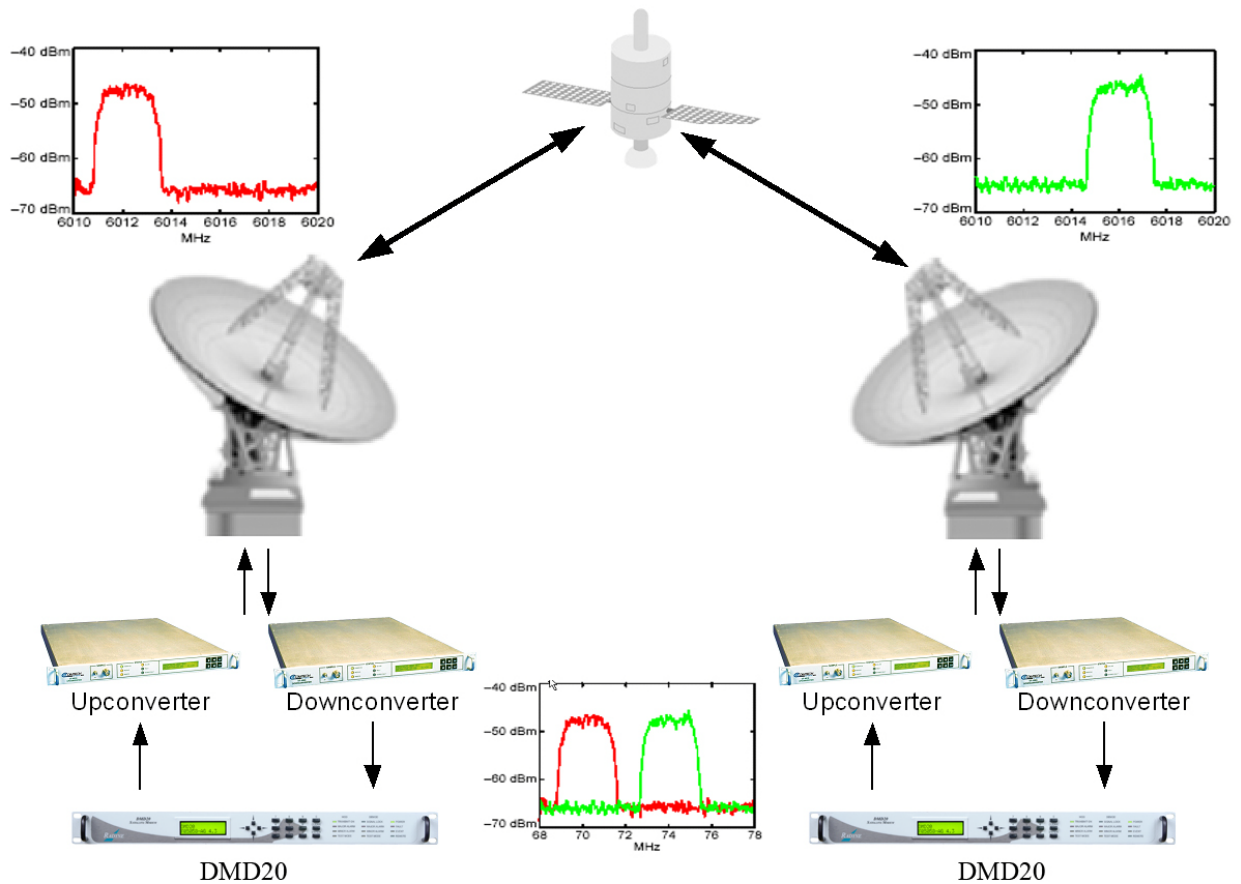 −40 dBm
−50 dBm
−60 dBm
−70 dBm
6010 6012 6014 6016 6018 6020
MHz
−40 dBm
−50 dBm
−60 dBm
−70 dBm
6010 6012 6014 6016 6018 6020
MHz
Upconverter
Downconverter
Upconverter
Downconverter
−40 dBm
−50 dBm
−60 dBm
−70 dBm
68 70 72 74 76 78
MHz
DMD20
DMD20